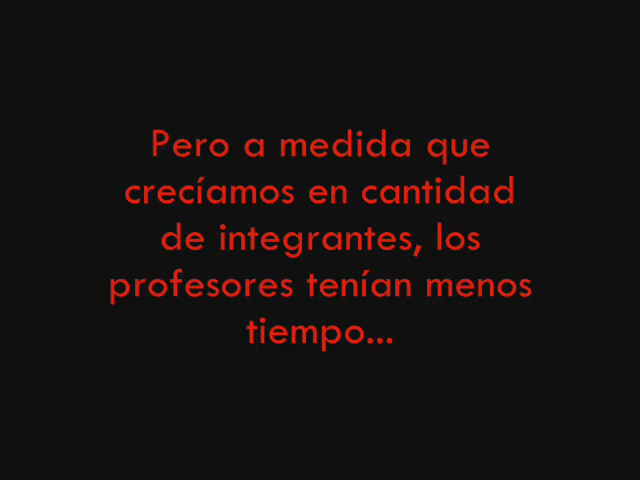 Pero a medida que
crecíamos en cantidad
de integrantes, los
profesores tenían menos
tiempo...